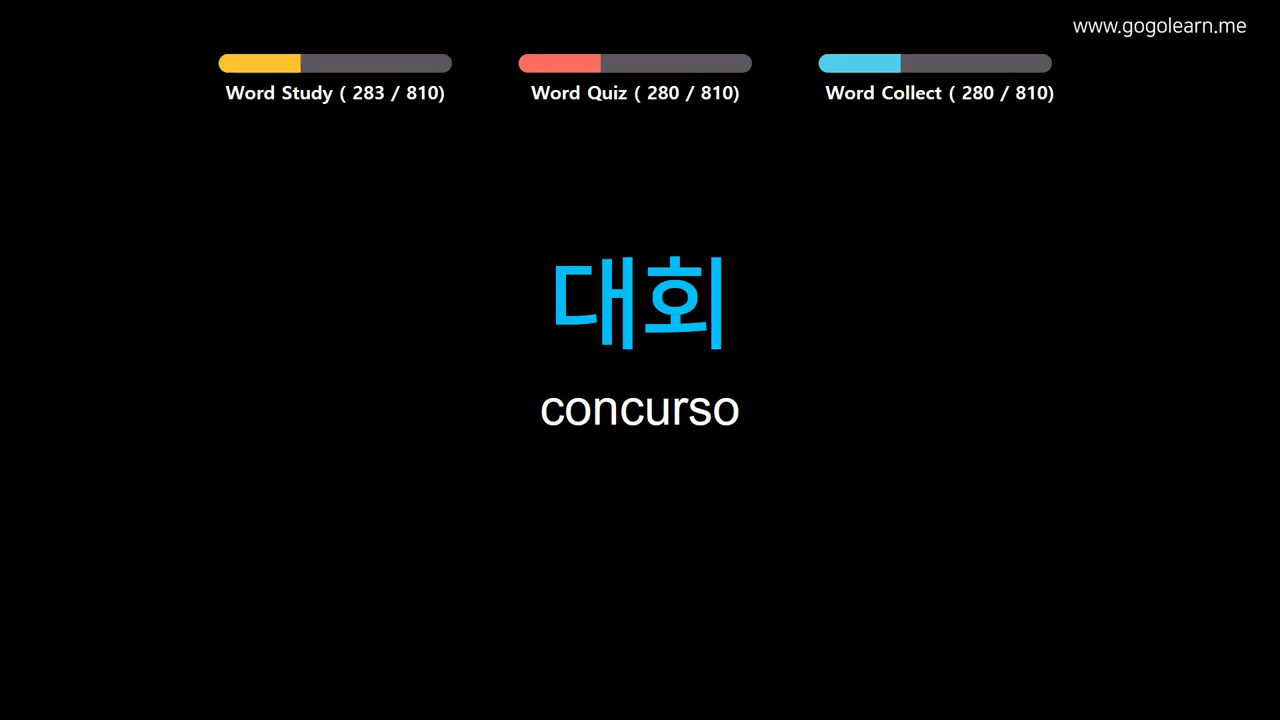 www.gogolearn.me
Word Study ( 283 / 810)
Word Quiz ( 280 / 810)
Word Collect ( 280 / 810)
대회
concurso